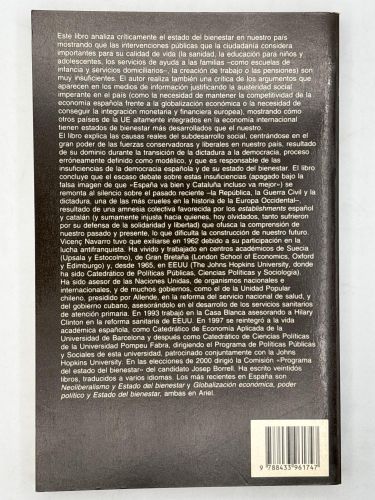 Este libro analiza críticamente el estado del bienestar en nuestro país
mostrando que las intervenciones públicas que la ciudadanía considera
importantes para su calidad de vida (la sanidad, la educación para niños y
adolescentes, los servicios de ayuda a las familias –como escuelas de
infancia y servicios domiciliarios–, la creación de trabajo o las pensiones) son
muy insuficientes. El autor realiza también una crítica de los argumentos que
aparecen en los medios de información justificando la austeridad social
imperante en el país (como la necesidad de mantener la competitividad de la
economía española frente a la globalización económica o la necesidad de
conseguir la integración monetaria y financiera europea), mostrando cómo
otros países de la UE altamente integrados en la economía internacional
tienen estados de bienestar más desarrollados que el nuestro.
El libro explica las causas reales del subdesarrollo social, centrándose en el
gran poder de las fuerzas conservadoras y liberales en nuestro país, resultado
de su dominio durante la transición de la dictadura a la democracia, proceso
erróneamente definido como modélico, y que es responsable de las
insuficiencias de la democracia española y de su estado del bienestar. El libro
concluye que el escaso debate sobre estas insuficiencias (apagado bajo la
falsa imagen de que «España va bien y Cataluña incluso va mejor») se
remonta al silencio sobre el pasado reciente –la República, la Guerra Civil y la
dictadura, una de las más crueles en la historia de la Europa Occidental–,
resultado de una amnesia colectiva favorecida por los establishments español
y catalán (y sumamente injusta hacia quienes, hoy olvidados, tanto sufrieron
por su defensa de la solidaridad y libertad) que ofusca la comprensión de
nuestro pasado y presente, lo que dificulta la construcción de nuestro futuro.
Vicenç Navarro tuvo que exiliarse en 1962 debido a su participación en la
lucha antifranquista. Ha vivido y trabajado en centros académicos de Suecia
(Upsala y Estocolmo), de Gran Bretaña (London School of Economics, Oxford
y Edimburgo) y, desde 1965, en EEUU (The Johns Hopkins University, donde
ha sido Catedrático de Políticas Públicas, Ciencias Políticas y Sociología).
Ha sido asesor de las Naciones Unidas, de organismos nacionales e
internacionales, y de muchos gobiernos, como el de la Unidad Popular
chileno, presidido por Allende, en la reforma del servicio nacional de salud, y
del gobierno cubano, asesorándolo en el desarrollo de los servicios sanitarios
de atención primaria. En 1993 trabajó en la Casa Blanca asesorando a Hilary
Clinton en la reforma sanitaria de EEUU. En 1997 se reintegró a la vida
académica española, como Catedrático de Economía Aplicada de la
Universidad de Barcelona y después como Catedrático de Ciencias Políticas
de la Universidad Pompeu Fabra, dirigiendo el Programa de Políticas Públicas
y Sociales de esta universidad, patrocinado conjuntamente con la Johns
Hopkins University. En las elecciones de 2000 dirigió la Comisión «Programa
del estado del bienestar» del candidato Josep Borrell. Ha escrito veintidós
libros, traducidos a varios idiomas. Los más recientes en España son
Neoliberalismo y Estado del bienestar y Globalización económica, poder
político y Estado del bienestar, ambas en Ariel.
9 788433 961747